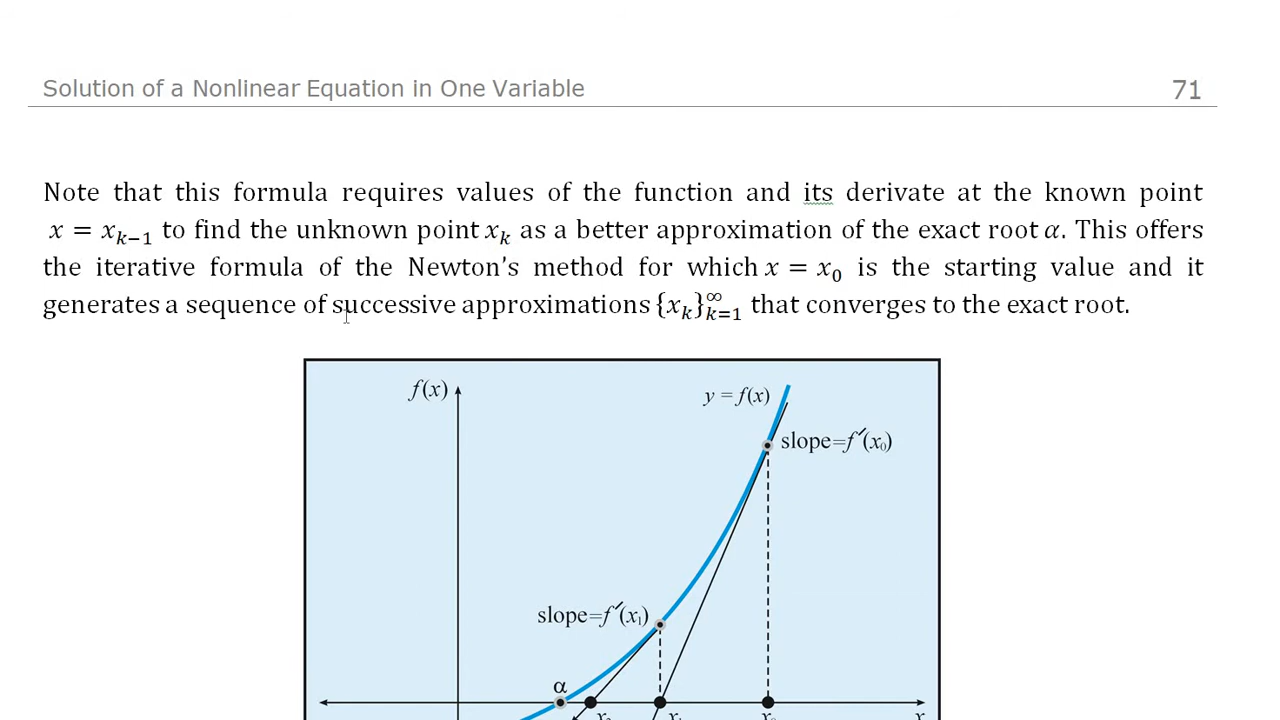 Solution of a Nonlinear Equation in One Variable 71
Note that this formula requires values of the function and its derivate at the known point
x = xₖ₋₁ to find the unknown point xₖ as a better approximation of the exact root α. This offers
the iterative formula of the Newton’s method for which x = x₀ is the starting value and it
generates a sequence of successive approximations {xₖ}∞ₖ₌₁ that converges to the exact root.
f(x)
y = f(x)
slope=f′(x₀)
slope=f′(x₁)
α
x₂ x₁ x₀ x